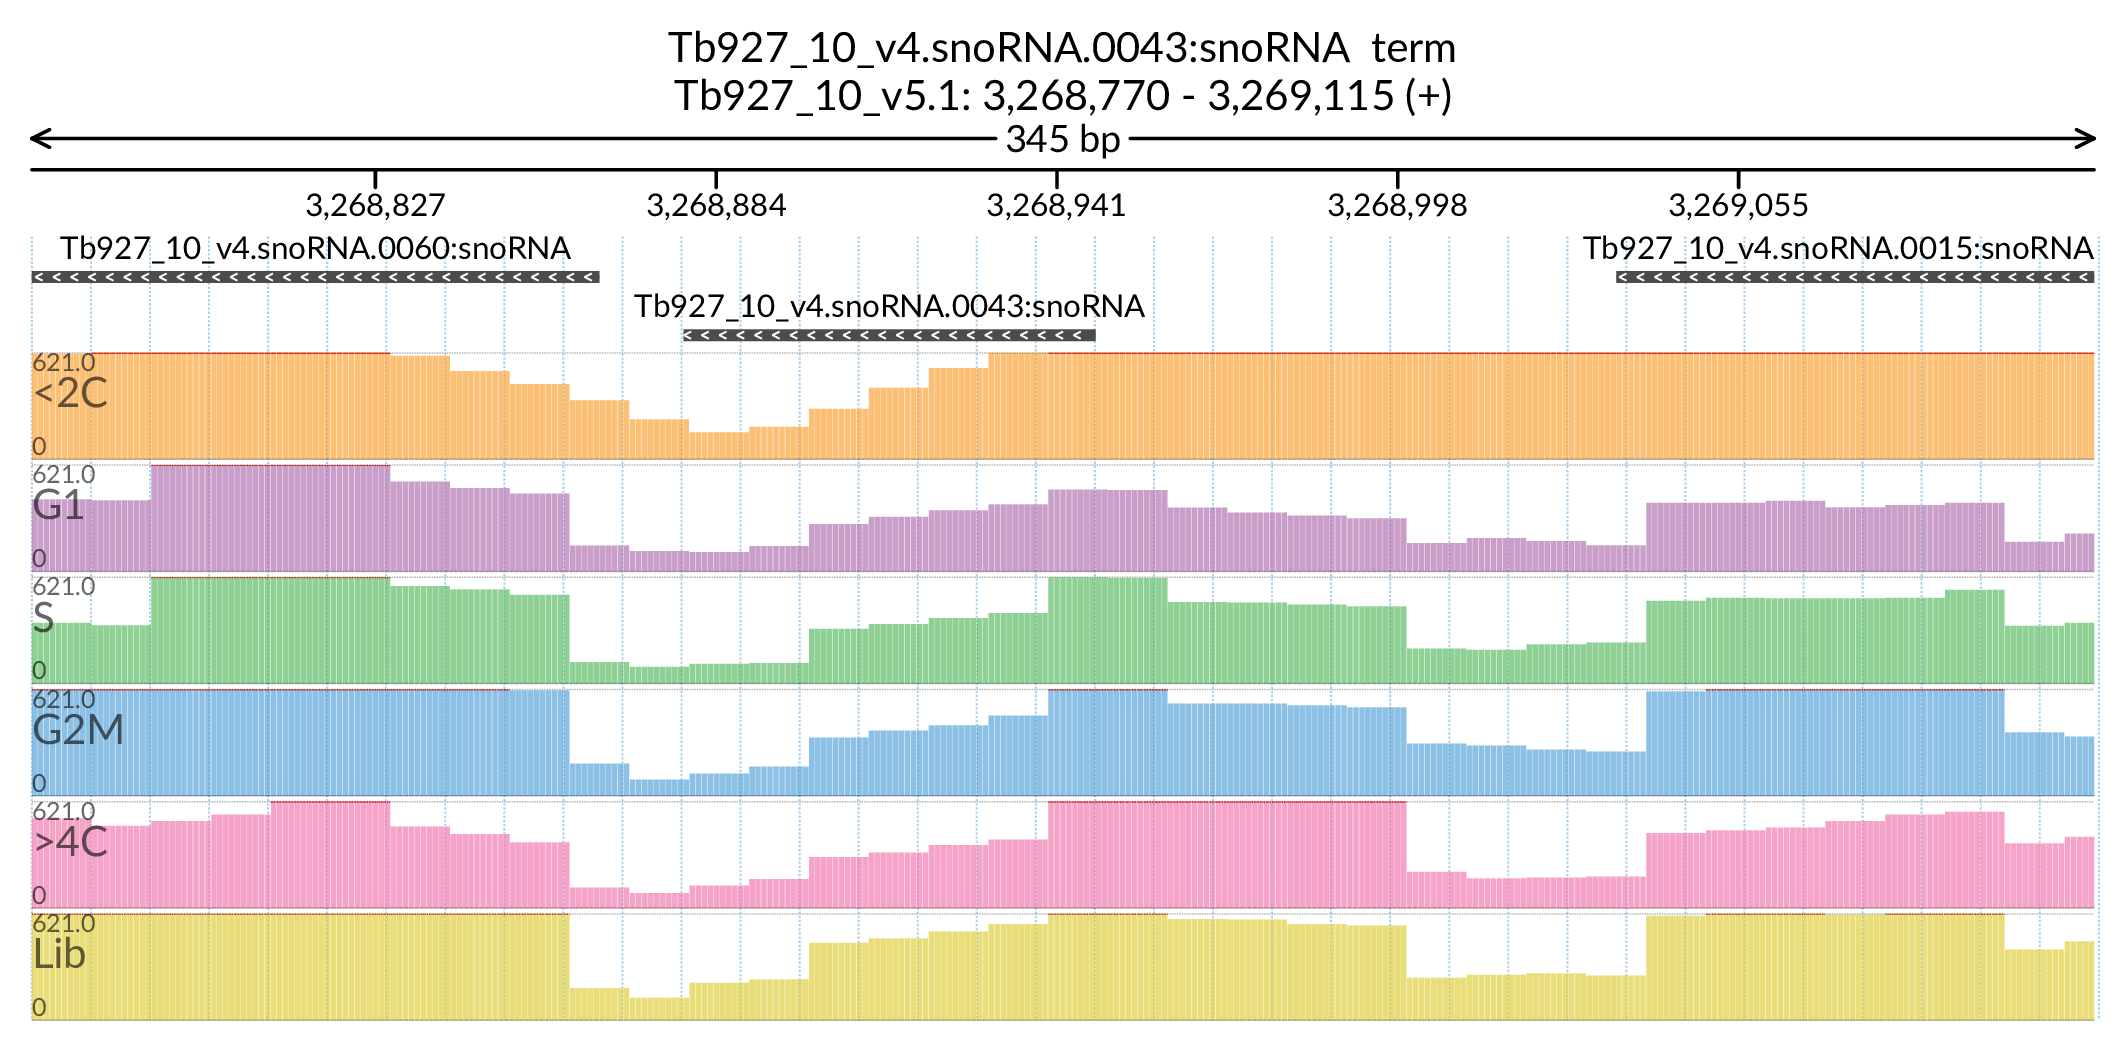 Tb927_10_v4.snoRNA.0043:snoRNA term
Tb927_10_v5.1: 3,268,770 - 3,269,115 (+)
345 bp
3,268,827 3,268,884 3,268,941 3,268,998 3,269,055
Tb927_10_v4.snoRNA.0060:snoRNA Tb927_10_v4.snoRNA.0015:snoRNA
Tb927_10_v4.snoRNA.0043:snoRNA
621.0
<2C
0
621.0
G1
0
621.0
S
0
621.0
G2M
0
621.0
>4C
0
621.0
Lib
0